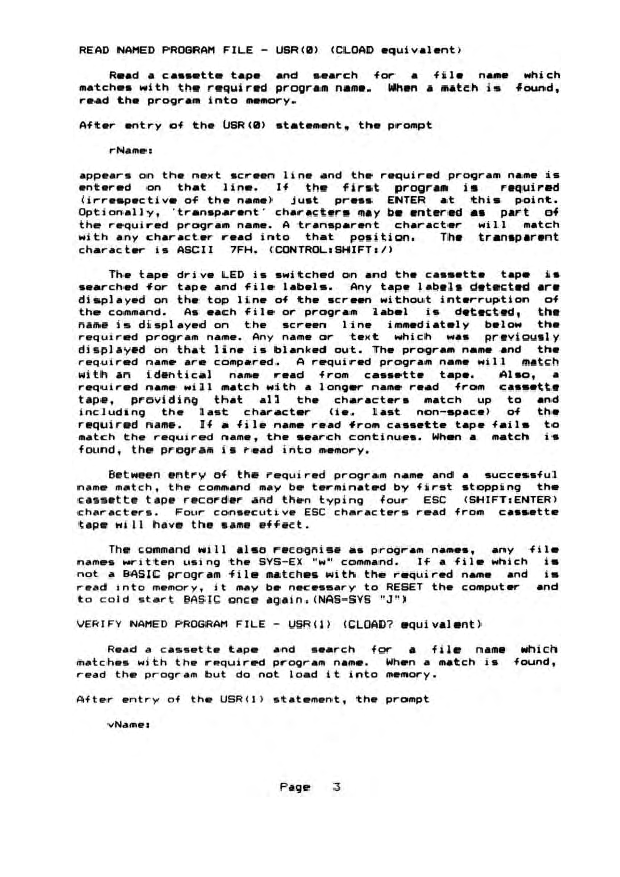 READ NAMED PROGRAM FILE - USR(0) (CLOAD equivalent)
Read a cassette tape and search for a file name which
matches with the required program name. When a match is found,
read the program into memory.
After entry of the USR(0) statement, the prompt
rName:
appears on the next screen line and the required program name is
entered on that line. If the first program is required
(irrespective of the name) just press ENTER at this point.
Optionally, 'transparent' characters may be entered as part of
the required program name. A transparent character will match
with any character read into that position. The transparent
character is ASCII 7FH. (CONTROL:SHIFT:/)
The tape drive LED is switched on and the cassette tape is
searched for tape and file labels. Any tape labels detected are
displayed on the top line of the screen without interruption of
the command. As each file or program label is detected, the
name is displayed on the screen line immediately below the
required program name. Any name or text which was previously
displayed on that line is blanked out. The program name and the
required name are compared. A required program name will match
with an identical name read from cassette tape. Also, a
required name will match with a longer name read from cassette
tape, providing that all the characters match up to and
including the last character (ie. last non-space) of the
required name. If a file name read from cassette tape fails to
match the required name, the search continues. When a match is
found, the program is read into memory.
Between entry of the required program name and a successful
name match, the command may be terminated by first stopping the
cassette tape recorder and then typing four ESC (SHIFT:ENTER)
characters. Four consecutive ESC characters read from cassette
tape will have the same effect.
The command will also recognise as program names, any file
names written using the SYS-EX "w" command. If a file which is
not a BASIC program file matches with the required name and is
read into memory, it may be necessary to RESET the computer and
to cold start BASIC once again.(NAS-SYS "J")
VERIFY NAMED PROGRAM FILE - USR(1) (CLOAD? equivalent)
Read a cassette tape and search for a file name which
matches with the required program name. When a match is found,
read the program but do not load it into memory.
After entry of the USR(1) statement, the prompt
vName:
Page 3